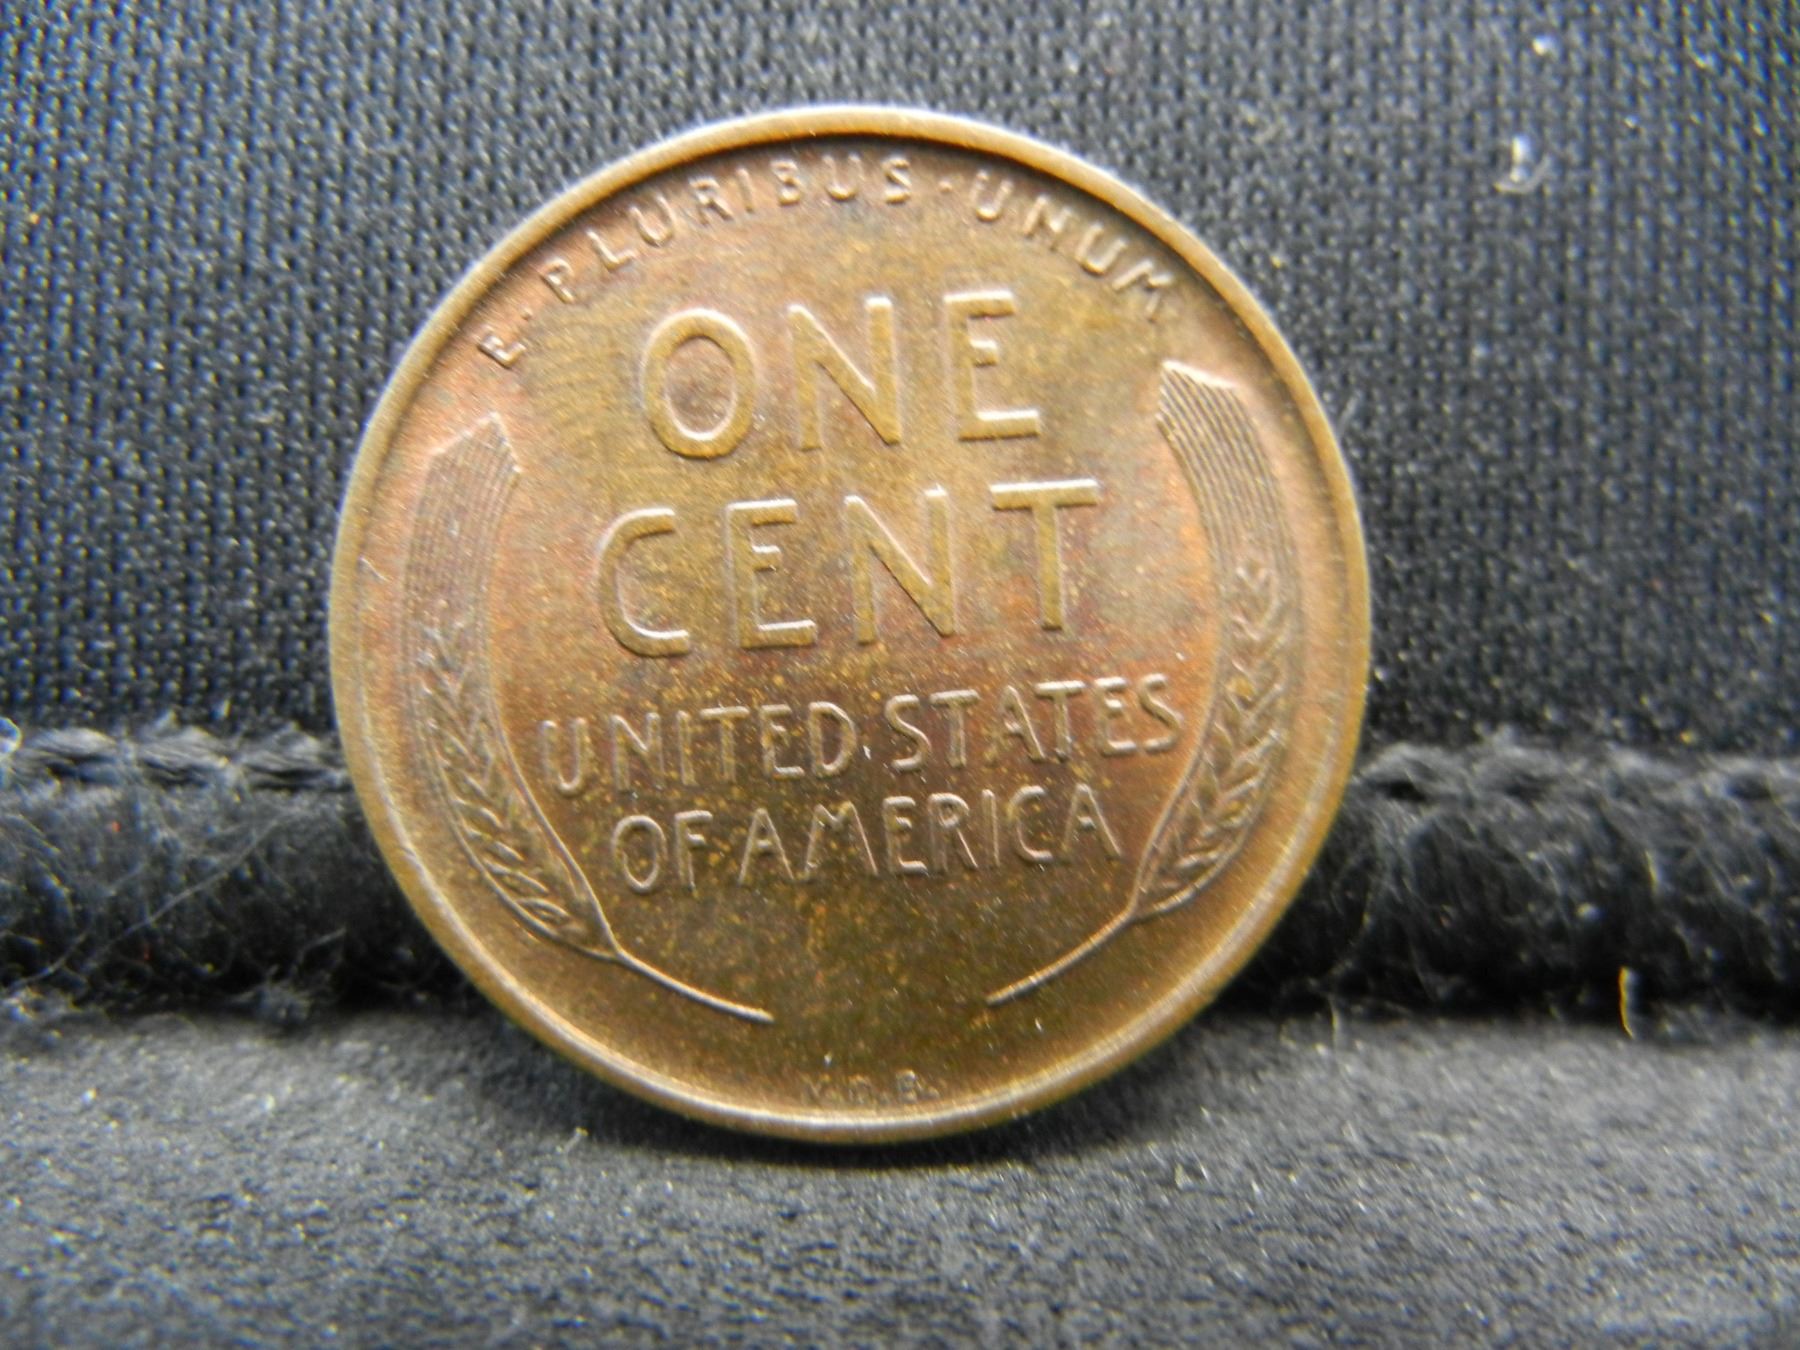 E·PLURIBUS·UNUM
ONE
CENT
UNITED·STATES
OF AMERICA
V.D.B.